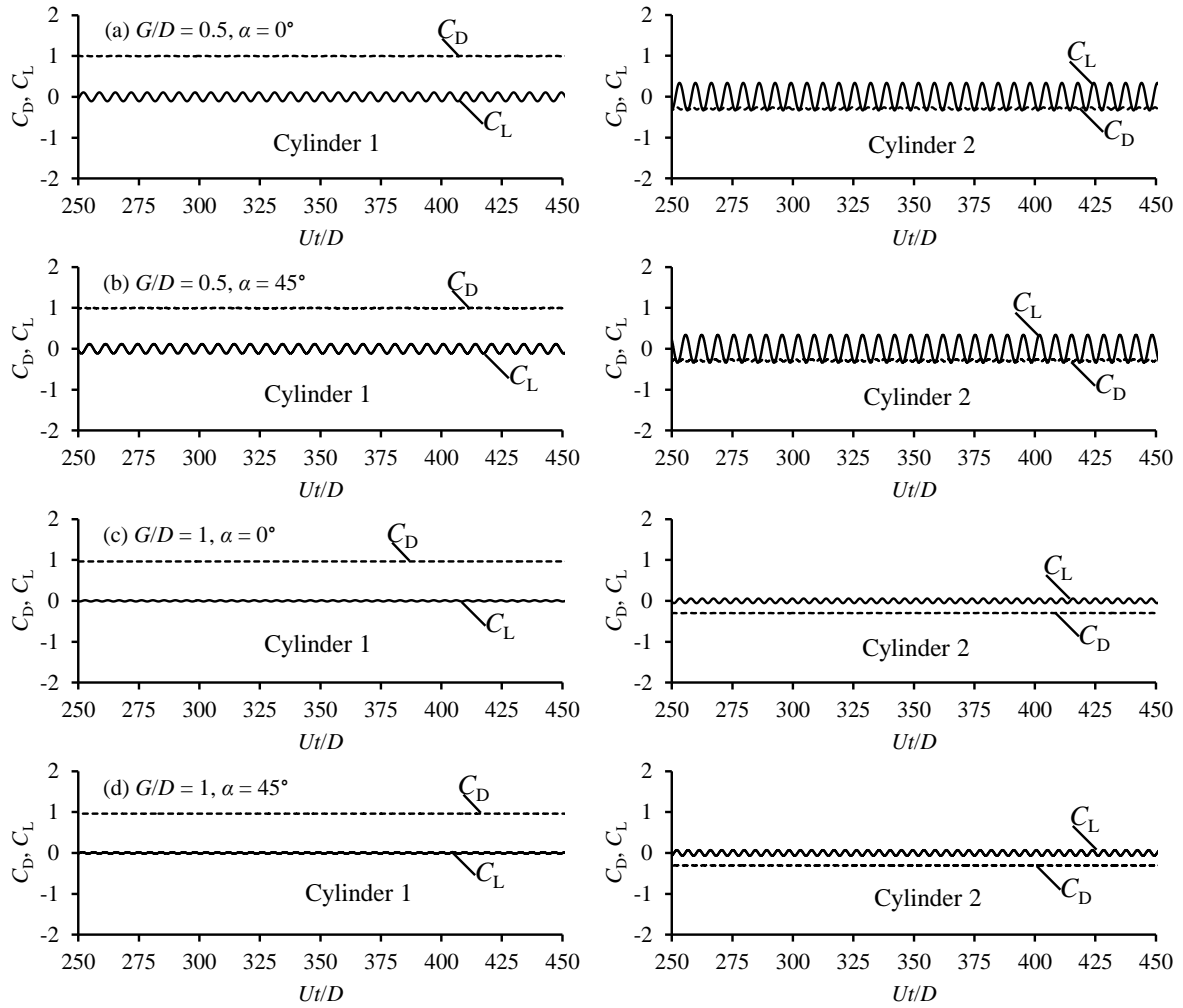 (a) G/D = 0.5, α = 0°
C_D, C_L
2
1
0
-1
-2
C_D
C_L
Cylinder 1
250 275 300 325 350 375 400 425 450
Ut/D
C_D, C_L
2
1
0
-1
-2
C_L
C_D
Cylinder 2
250 275 300 325 350 375 400 425 450
Ut/D
(b) G/D = 0.5, α = 45°
C_D, C_L
2
1
0
-1
-2
C_D
C_L
Cylinder 1
250 275 300 325 350 375 400 425 450
Ut/D
C_D, C_L
2
1
0
-1
-2
C_L
C_D
Cylinder 2
250 275 300 325 350 375 400 425 450
Ut/D
(c) G/D = 1, α = 0°
C_D, C_L
2
1
0
-1
-2
C_D
C_L
Cylinder 1
250 275 300 325 350 375 400 425 450
Ut/D
C_D, C_L
2
1
0
-1
-2
C_L
C_D
Cylinder 2
250 275 300 325 350 375 400 425 450
Ut/D
(d) G/D = 1, α = 45°
C_D, C_L
2
1
0
-1
-2
C_D
C_L
Cylinder 1
250 275 300 325 350 375 400 425 450
Ut/D
C_D, C_L
2
1
0
-1
-2
C_L
C_D
Cylinder 2
250 275 300 325 350 375 400 425 450
Ut/D